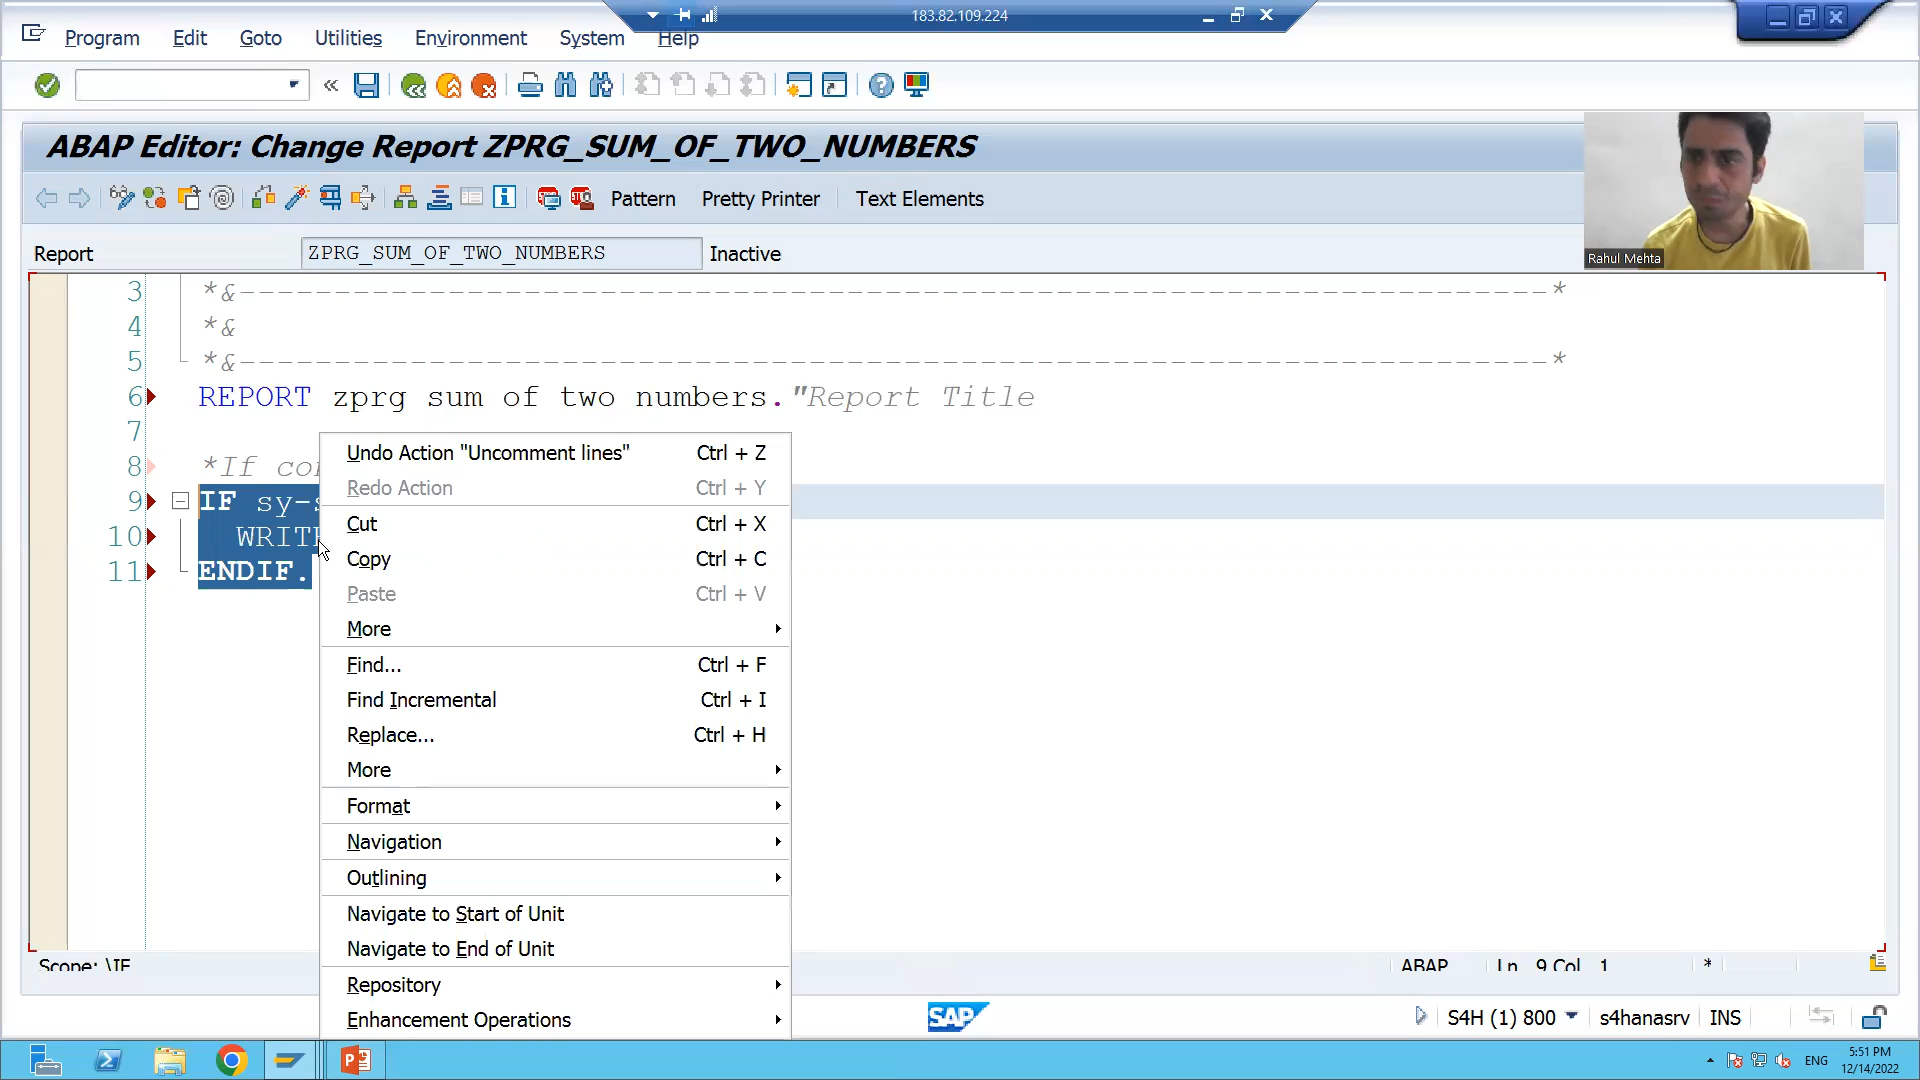 183.82.109.224
Program Edit Goto Utilities Environment System Help
ABAP Editor: Change Report ZPRG_SUM_OF_TWO_NUMBERS
Pattern Pretty Printer Text Elements
Report ZPRG_SUM_OF_TWO_NUMBERS Inactive
Rahul Mehta
3 *&---------------------------------------------------------------------*
4 *&
5 *&---------------------------------------------------------------------*
6 REPORT zprg sum of two numbers."Report Title
7
8 *If
9 IF
10
11 ENDIF.
Undo Action "Uncomment lines" Ctrl + Z
Redo Action Ctrl + Y
Cut Ctrl + X
Copy Ctrl + C
Paste Ctrl + V
More
Find... Ctrl + F
Find Incremental Ctrl + I
Replace... Ctrl + H
More
Format
Navigation
Outlining
Navigate to Start of Unit
Navigate to End of Unit
Repository
Enhancement Operations
Scope: \IF ABAP Ln 9 Col 1 *
SAP S4H (1) 800 s4hanasrv INS
ENG 5:51 PM
12/14/2022